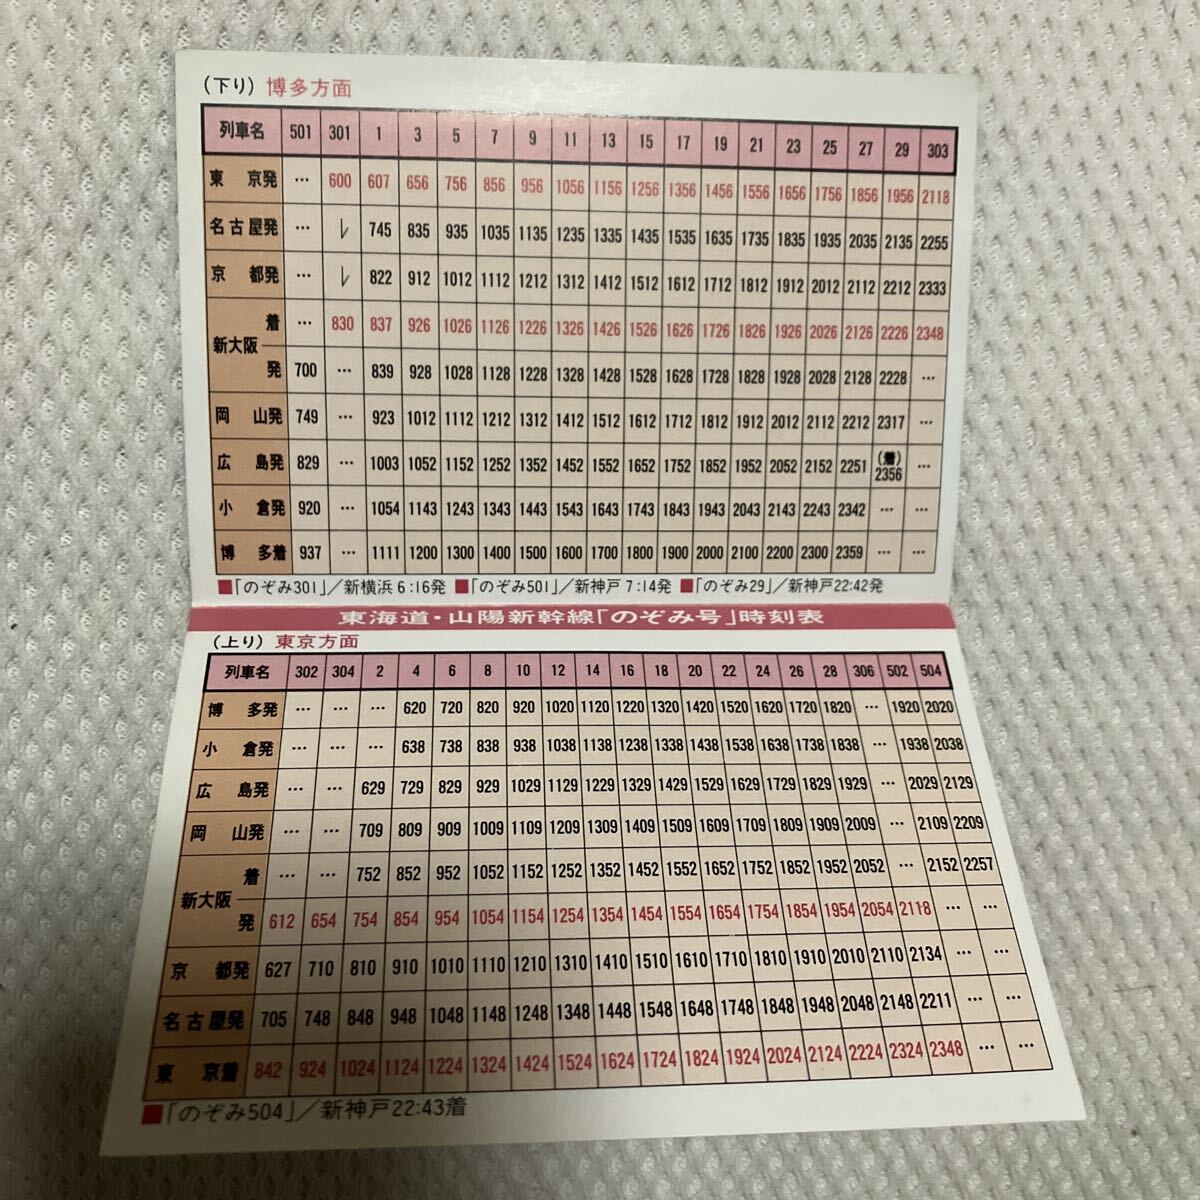 (下り) 博多方面
列車名 501 301 1 3 5 7 9 11 13 15 17 19 21 23 25 27 29 303
東京発 … 600 607 656 756 856 956 1056 1156 1256 1356 1456 1556 1656 1756 1856 1956 2118
名古屋発 … レ 745 835 935 1035 1135 1235 1335 1435 1535 1635 1735 1835 1935 2035 2135 2255
京都発 … レ 822 912 1012 1112 1212 1312 1412 1512 1612 1712 1812 1912 2012 2112 2212 2333
新大阪 着 … 830 837 926 1026 1126 1226 1326 1426 1526 1626 1726 1826 1926 2026 2126 2226 2348
発 700 … 839 928 1028 1128 1228 1328 1428 1528 1628 1728 1828 1928 2028 2128 2228 …
岡山発 749 … 923 1012 1112 1212 1312 1412 1512 1612 1712 1812 1912 2012 2112 2212 2317 …
広島発 829 … 1003 1052 1152 1252 1352 1452 1552 1652 1752 1852 1952 2052 2152 2251 (着) 2356 …
小倉発 920 … 1054 1143 1243 1343 1443 1543 1643 1743 1843 1943 2043 2143 2243 2342 … …
博多着 937 … 1111 1200 1300 1400 1500 1600 1700 1800 1900 2000 2100 2200 2300 2359 … …
■「のぞみ301」/新横浜6:16発 ■「のぞみ501」/新神戸7:14発 ■「のぞみ29」/新神戸22:42発
東海道・山陽新幹線「のぞみ号」時刻表
(上り) 東京方面
列車名 302 304 2 4 6 8 10 12 14 16 18 20 22 24 26 28 306 502 504
博多発 … … … 620 720 820 920 1020 1120 1220 1320 1420 1520 1620 1720 1820 … 1920 2020
小倉発 … … … 638 738 838 938 1038 1138 1238 1338 1438 1538 1638 1738 1838 … 1938 2038
広島発 … … 629 729 829 929 1029 1129 1229 1329 1429 1529 1629 1729 1829 1929 … 2029 2129
岡山発 … … 709 809 909 1009 1109 1209 1309 1409 1509 1609 1709 1809 1909 2009 … 2109 2209
新大阪 着 … … 752 852 952 1052 1152 1252 1352 1452 1552 1652 1752 1852 1952 2052 … 2152 2257
発 612 654 754 854 954 1054 1154 1254 1354 1454 1554 1654 1754 1854 1954 2054 2118 … …
京都発 627 710 810 910 1010 1110 1210 1310 1410 1510 1610 1710 1810 1910 2010 2110 2134 … …
名古屋発 705 748 848 948 1048 1148 1248 1348 1448 1548 1648 1748 1848 1948 2048 2148 2211 … …
東京着 842 924 1024 1124 1224 1324 1424 1524 1624 1724 1824 1924 2024 2124 2224 2324 2348 … …
■「のぞみ504」/新神戸22:43着